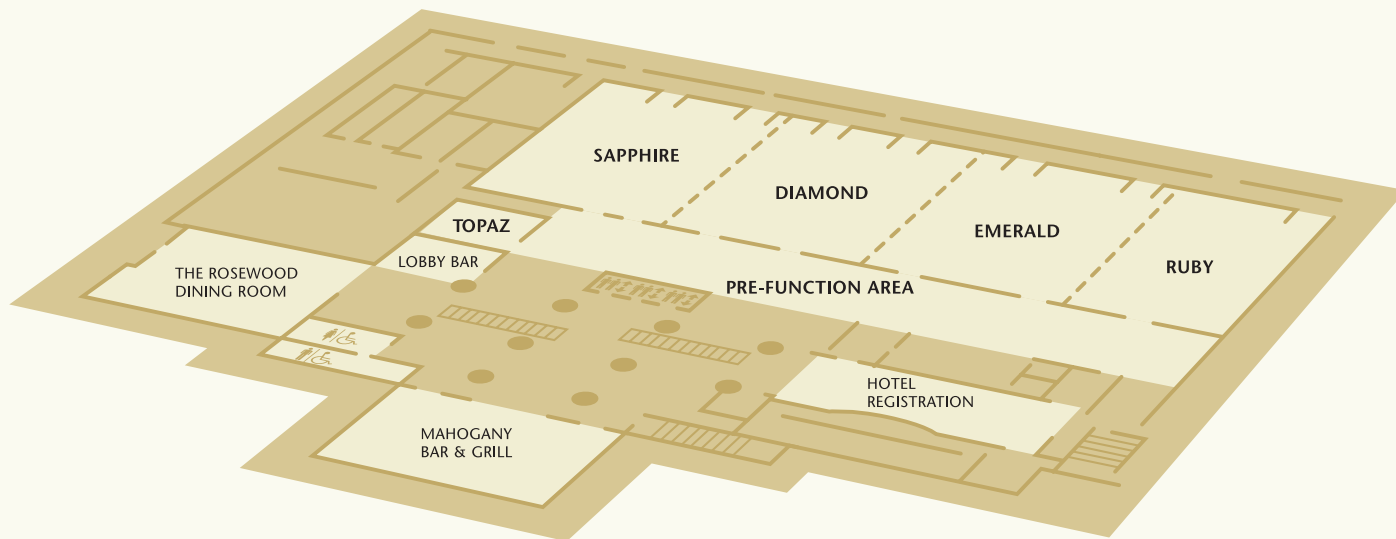 SAPPHIRE
DIAMOND
EMERALD
RUBY
TOPAZ
LOBBY BAR
THE ROSEWOOD
DINING ROOM
PRE-FUNCTION AREA
HOTEL
REGISTRATION
MAHOGANY
BAR & GRILL